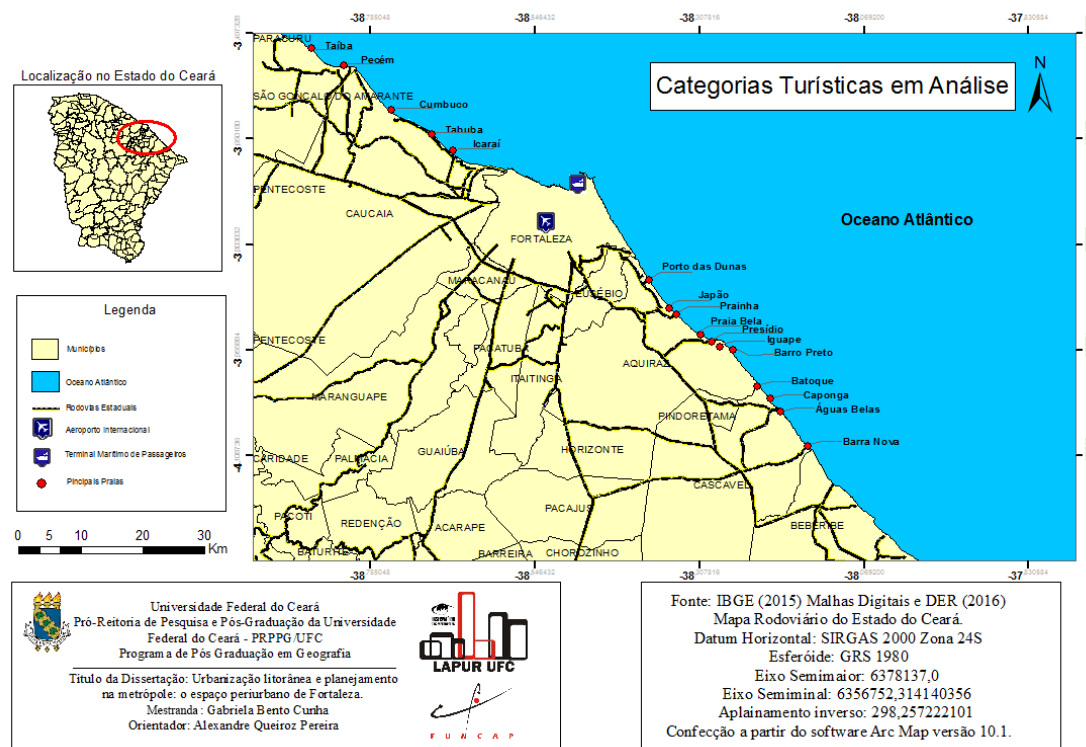 Categorias Turísticas em Análise
N
Localização no Estado do Ceará
-38
-38
-38
-38
-37
PARACURU
Taíba
Pecém
SÃO GONÇALO DO AMARANTE
Cumbuco
Tabuba
Icaraí
PENTECOSTE
CAUCAIA
FORTALEZA
Oceano Atlântico
MARACANAÚ
EUSÉBIO
Porto das Dunas
Japão
Prainha
Praia Bela
Presídio
Iguape
Barro Preto
PENTECOSTE
PACATUBA
AQUIRAZ
ITAITINGA
Batoque
Caponga
Águas Belas
MARANGUAPE
PINDORETAMA
Barra Nova
CARIDADE
PALMÁCIA
GUAIÚBA
HORIZONTE
CASCAVEL
PACOTI
REDENÇÃO
ACARAPE
PACAJUS
BEBERIBE
BATURITÉ
BARREIRA
CHOROZINHO
-38
-38
-38
-38
-37
Legenda
Municípios
Oceano Atlântico
Rodovias Estaduais
Aeroporto Internacional
Terminal Marítimo de Passageiros
Pincipais Praias
0 5 10 20 30
Km
Universidade Federal do Ceará
Pró-Reitoria de Pesquisa e Pós-Graduação da Universidade
Federal do Ceará - PRPPG/UFC
Programa de Pós Graduação em Geografia
Titulo da Dissertação: Urbanização litorânea e planejamento
na metrópole: o espaço periurbano de Fortaleza.
Mestranda : Gabriela Bento Cunha
Orientador: Alexandre Queiroz Pereira
LAPUR UFC
FUNCAP
Fonte: IBGE (2015) Malhas Digitais e DER (2016)
Mapa Rodoviário do Estado do Ceará.
Datum Horizontal: SIRGAS 2000 Zona 24S
Esferóide: GRS 1980
Eixo Semimaior: 6378137,0
Eixo Semiminal: 6356752,314140356
Aplainamento inverso: 298,257222101
Confecção a partir do software Arc Map versão 10.1.